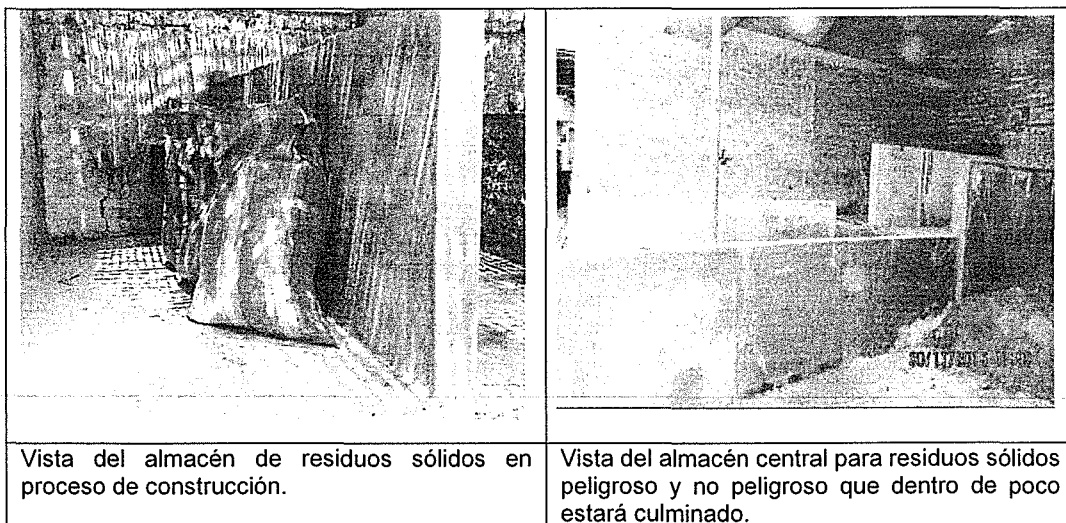 Vista del almacén de residuos sólidos en
proceso de construcción.
Vista del almacén central para residuos sólidos
peligroso y no peligroso que dentro de poco
estará culminado.